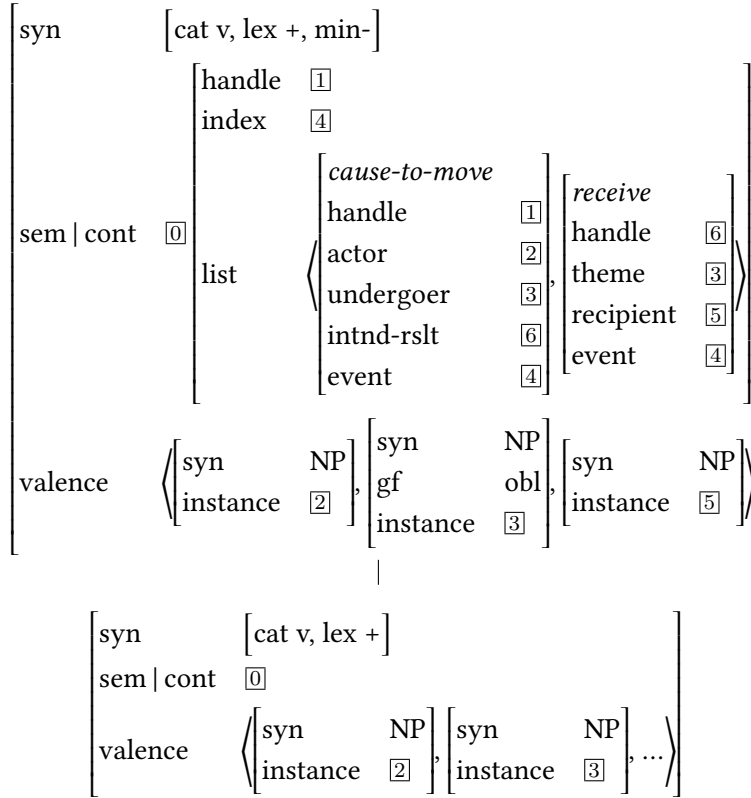 syn [cat v, lex +, min-]
sem | cont 0
handle 1
index 4
list
⟨[cause-to-move
handle 1
actor 2
undergoer 3
intnd-rslt 6
event 4],
[receive
handle 6
theme 3
recipient 5
event 4]⟩
valence
⟨[syn NP
instance 2],
[syn NP
gf obl
instance 3],
[syn NP
instance 5]⟩
syn [cat v, lex +]
sem | cont 0
valence
⟨[syn NP
instance 2],
[syn NP
instance 3], ...⟩